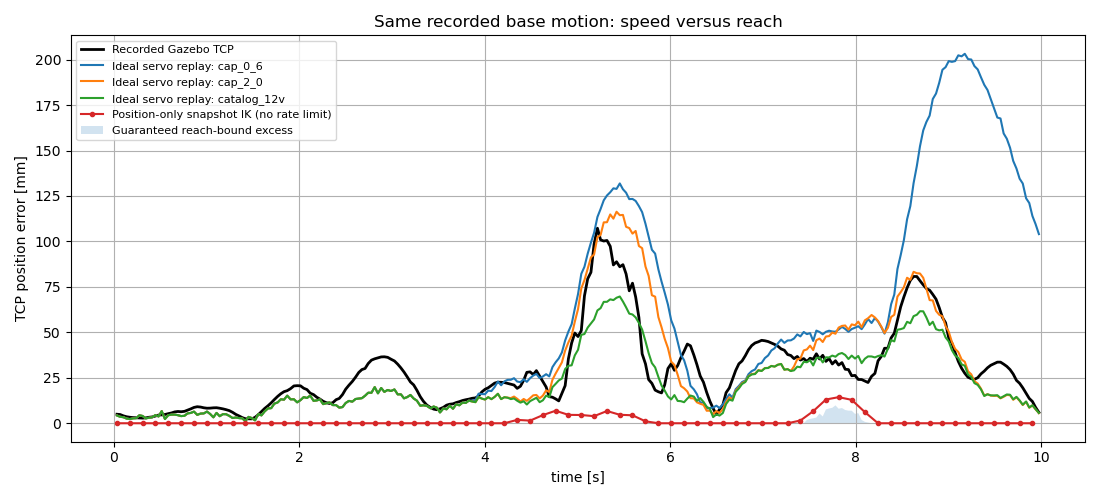 Same recorded base motion: speed versus reach
Recorded Gazebo TCP
Ideal servo replay: cap_0_6
Ideal servo replay: cap_2_0
Ideal servo replay: catalog_12v
Position-only snapshot IK (no rate limit)
Guaranteed reach-bound excess
TCP position error [mm]
200
175
150
125
100
75
50
25
0
0
2
4
6
8
10
time [s]